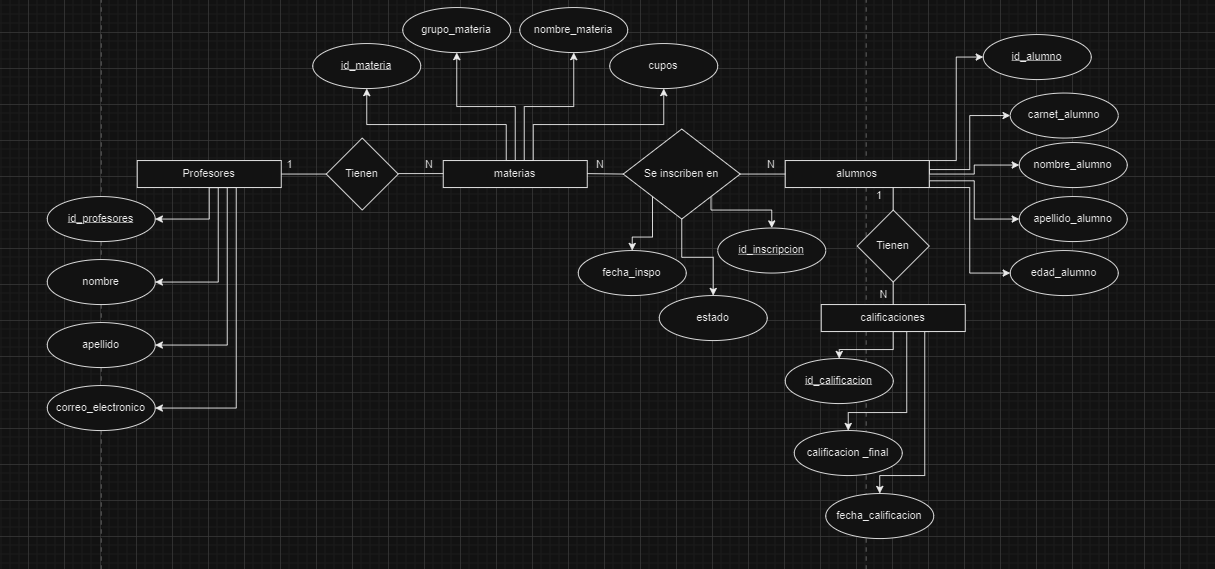 grupo_materia
nombre_materia
id_materia
cupos
id_alumno
carnet_alumno
nombre_alumno
apellido_alumno
edad_alumno
Profesores
1
Tienen
N
materias
N
Se inscriben en
N
alumnos
1
Tienen
N
calificaciones
id_profesores
nombre
apellido
correo_electronico
id_inscripcion
fecha_inspo
estado
id_calificacion
calificacion _final
fecha_calificacion